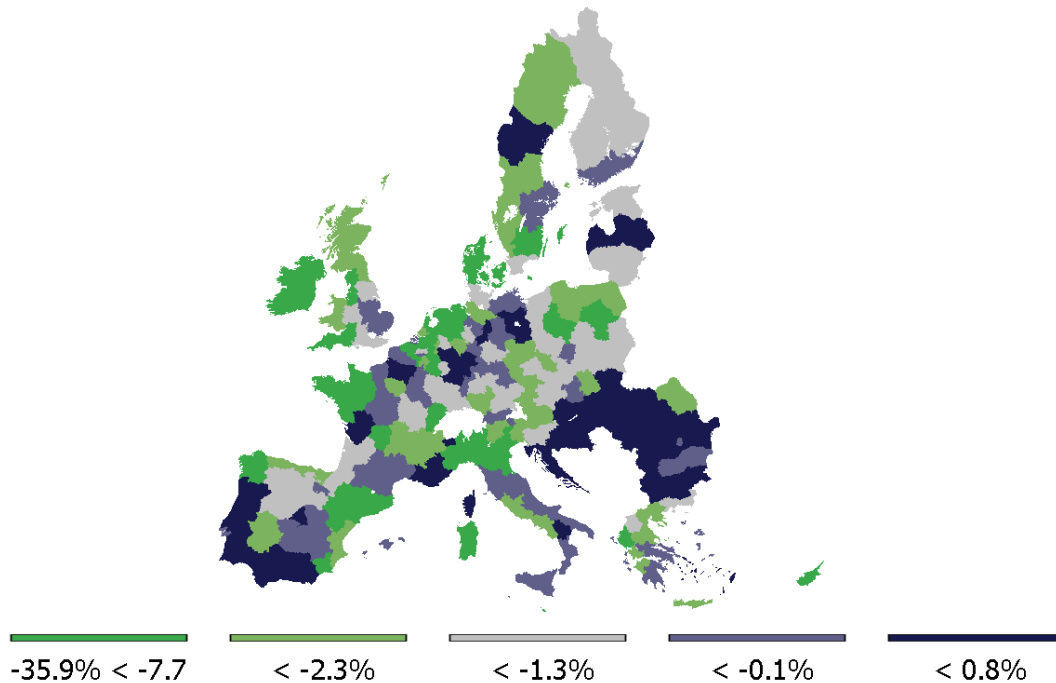 -35.9% < -7.7 < -2.3% < -1.3% < -0.1% < 0.8%